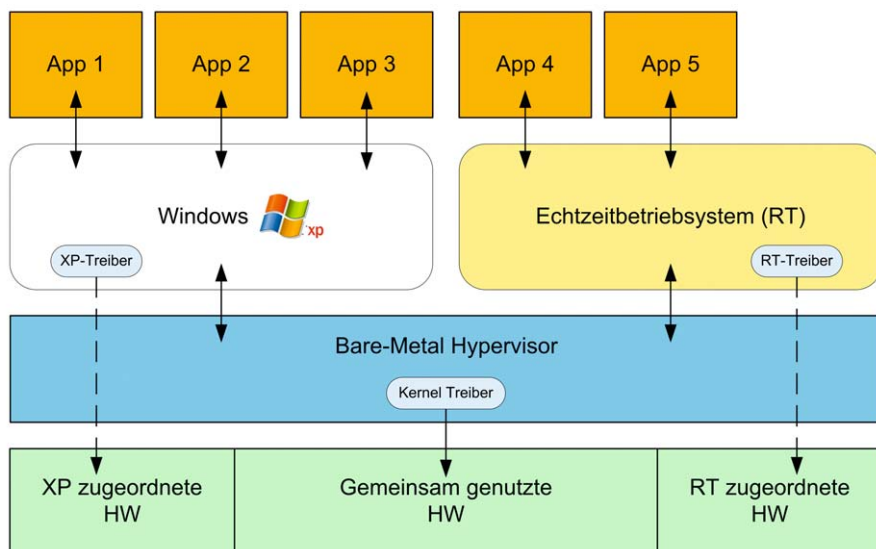 App 1
App 2
App 3
App 4
App 5
Windows
xp
Echtzeitbetriebsystem (RT)
XP-Treiber
RT-Treiber
Bare-Metal Hypervisor
Kernel Treiber
XP zugeordnete
HW
Gemeinsam genutzte
HW
RT zugeordnete
HW